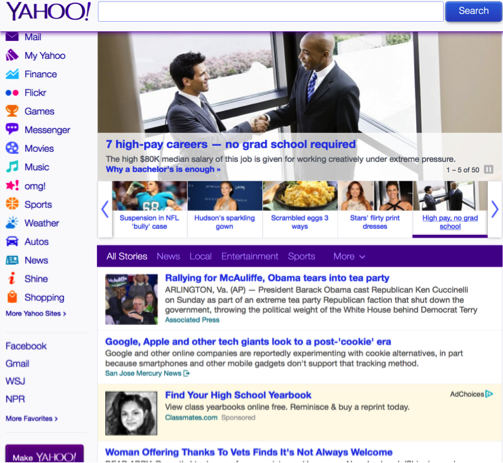 YAHOO!
Search
Mail
My Yahoo
Finance
Flickr
Games
Messenger
Movies
Music
omg!
Sports
Weather
Autos
News
Shine
Shopping
More Yahoo Sites >
Facebook
Gmail
WSJ
NPR
More Favorites >
Make YAHOO!
7 high-pay careers — no grad school required
The high $80K median salary of this job is given for working creatively under extreme pressure.
Why a bachelor's is enough »
1 – 5 of 50
Suspension in NFL
'bully' case
Hudson's sparkling
gown
Scrambled eggs 3
ways
Stars' flirty print
dresses
High pay, no grad
school
All Stories News Local Entertainment Sports More
Rallying for McAuliffe, Obama tears into tea party
ARLINGTON, Va. (AP) — President Barack Obama cast Republican Ken Cuccinelli
on Sunday as part of an extreme tea party Republican faction that shut down the
government, throwing the political weight of the White House behind Democrat Terry
Associated Press
Google, Apple and other tech giants look to a post-'cookie' era
Google and other online companies are reportedly experimenting with cookie alternatives, in part
because smartphones and other mobile gadgets don't support that tracking method.
San Jose Mercury News
Find Your High School Yearbook
AdChoices
View class yearbooks online free. Reminisce & buy a reprint today.
Classmates.com Sponsored
Woman Offering Thanks To Vets Finds It's Not Always Welcome